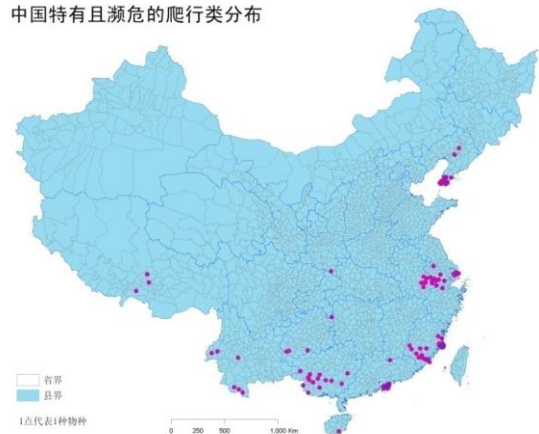 中国特有且濒危的爬行类分布
省界
县界
1点代表1种物种
0 250 500 1,000 Km